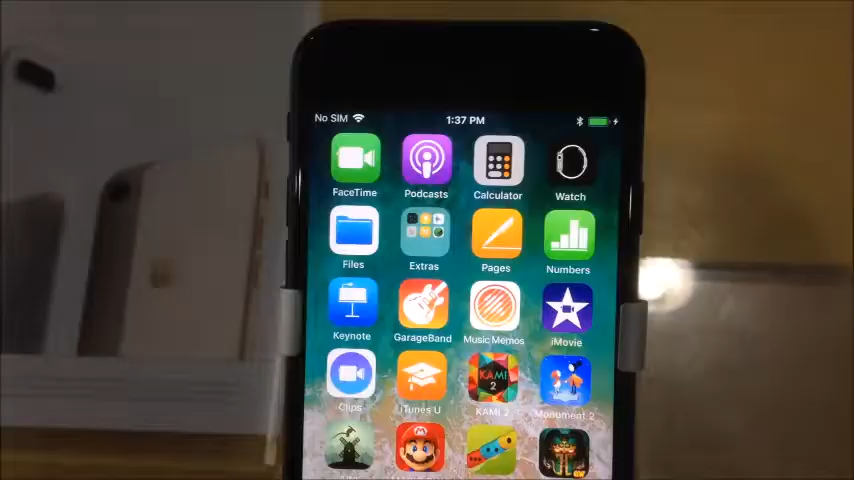 No SIM 1:37 PM
FaceTime Podcasts Calculator Watch
Files Extras Pages Numbers
Keynote GarageBand Music Memos iMovie
Clips iTunes U KAMI 2 Monument 2
KAMI
2